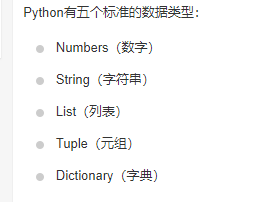 Python有五个标准的数据类型：
Numbers（数字）
String（字符串）
List（列表）
Tuple（元组）
Dictionary（字典）